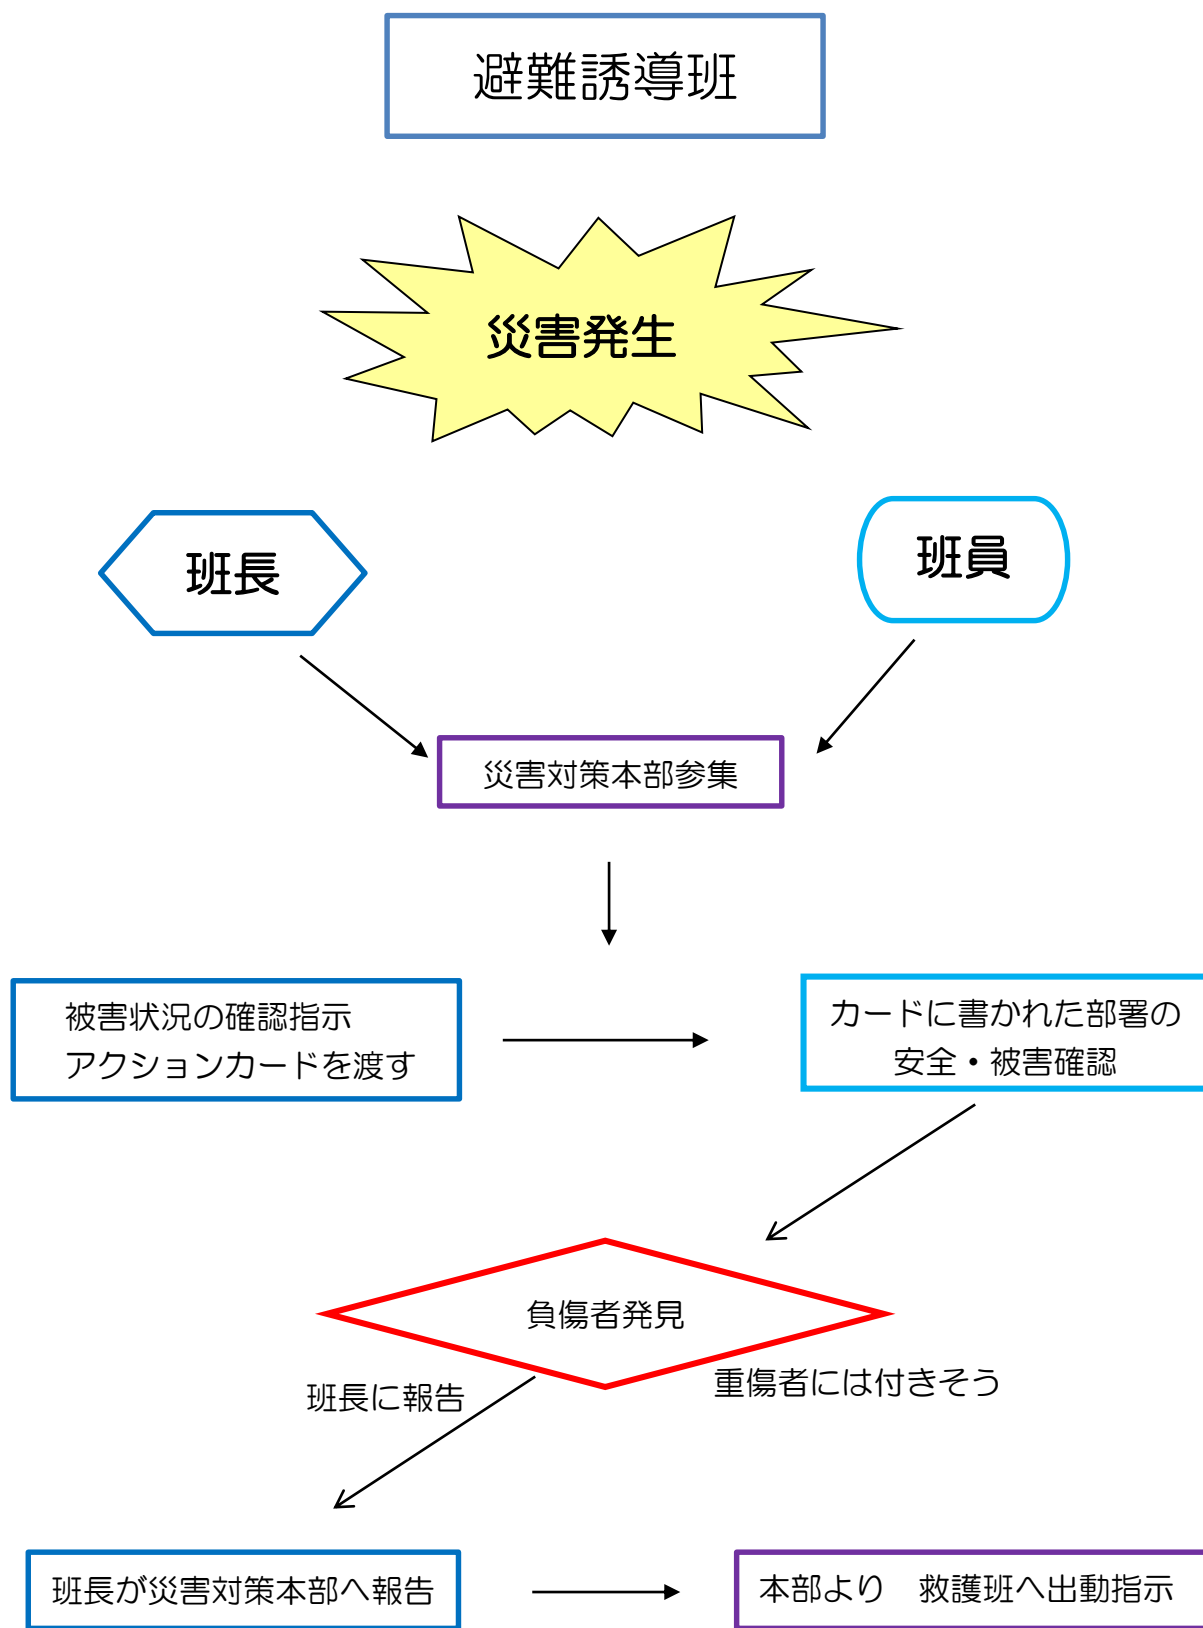 避難誘導班
災害発生
班長
班員
災害対策本部参集
被害状況の確認指示
アクションカードを渡す
カードに書かれた部署の
安全・被害確認
負傷者発見
班長に報告
重傷者には付きそう
班長が災害対策本部へ報告
本部より　救護班へ出動指示